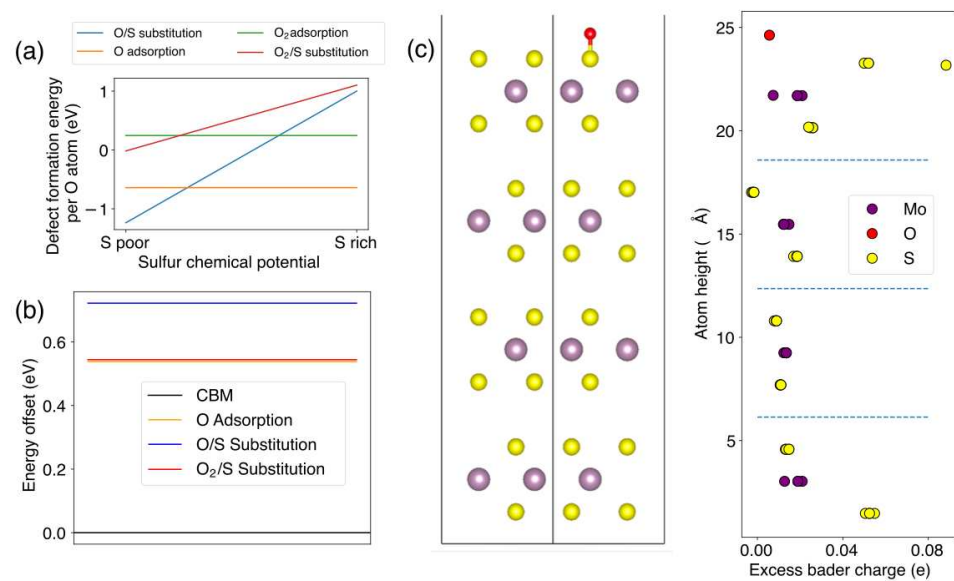 (a)
O/S substitution
O₂ adsorption
O adsorption
O₂/S substitution
Defect formation energy
per O atom (eV)
1
0
−1
S poor
S rich
Sulfur chemical potential
(b)
Energy offset (eV)
0.6
0.4
0.2
0.0
CBM
O Adsorption
O/S Substitution
O₂/S Substitution
(c)
Atom height ( Å)
25
20
15
10
5
Mo
O
S
0.00
0.04
0.08
Excess bader charge (e)